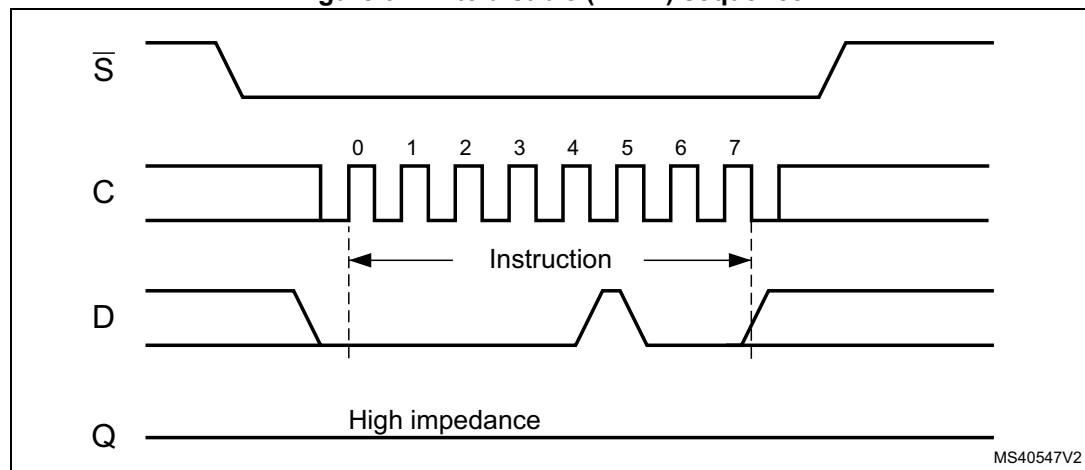 S̅
0 1 2 3 4 5 6 7
C
Instruction
D
High impedance
Q
MS40547V2